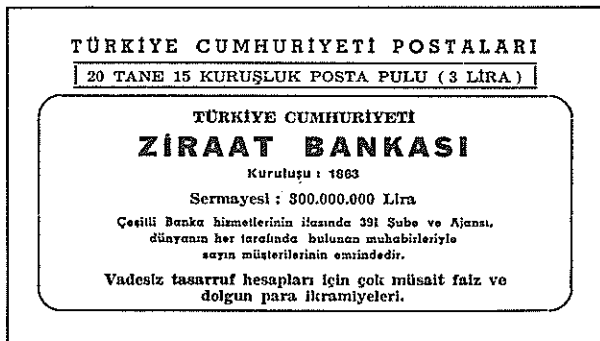 TÜRKİYE CUMHURİYETİ POSTALARI
20 TANE 15 KURUŞLUK POSTA PULU ( 3 LİRA )
TÜRKİYE CUMHURİYETİ
ZİRAAT BANKASI
Kuruluşu : 1863
Sermayesi : 300.000.000 Lira
Çeşitli Banka hizmetlerinin ifasında 391 Şube ve Ajansı,
dünyanın her tarafında bulunan muhabirleriyle
sayın müşterilerinin emrindedir.
Vadesiz tasarruf hesapları için çok müsait faiz ve
dolgun para ikramiyeleri.